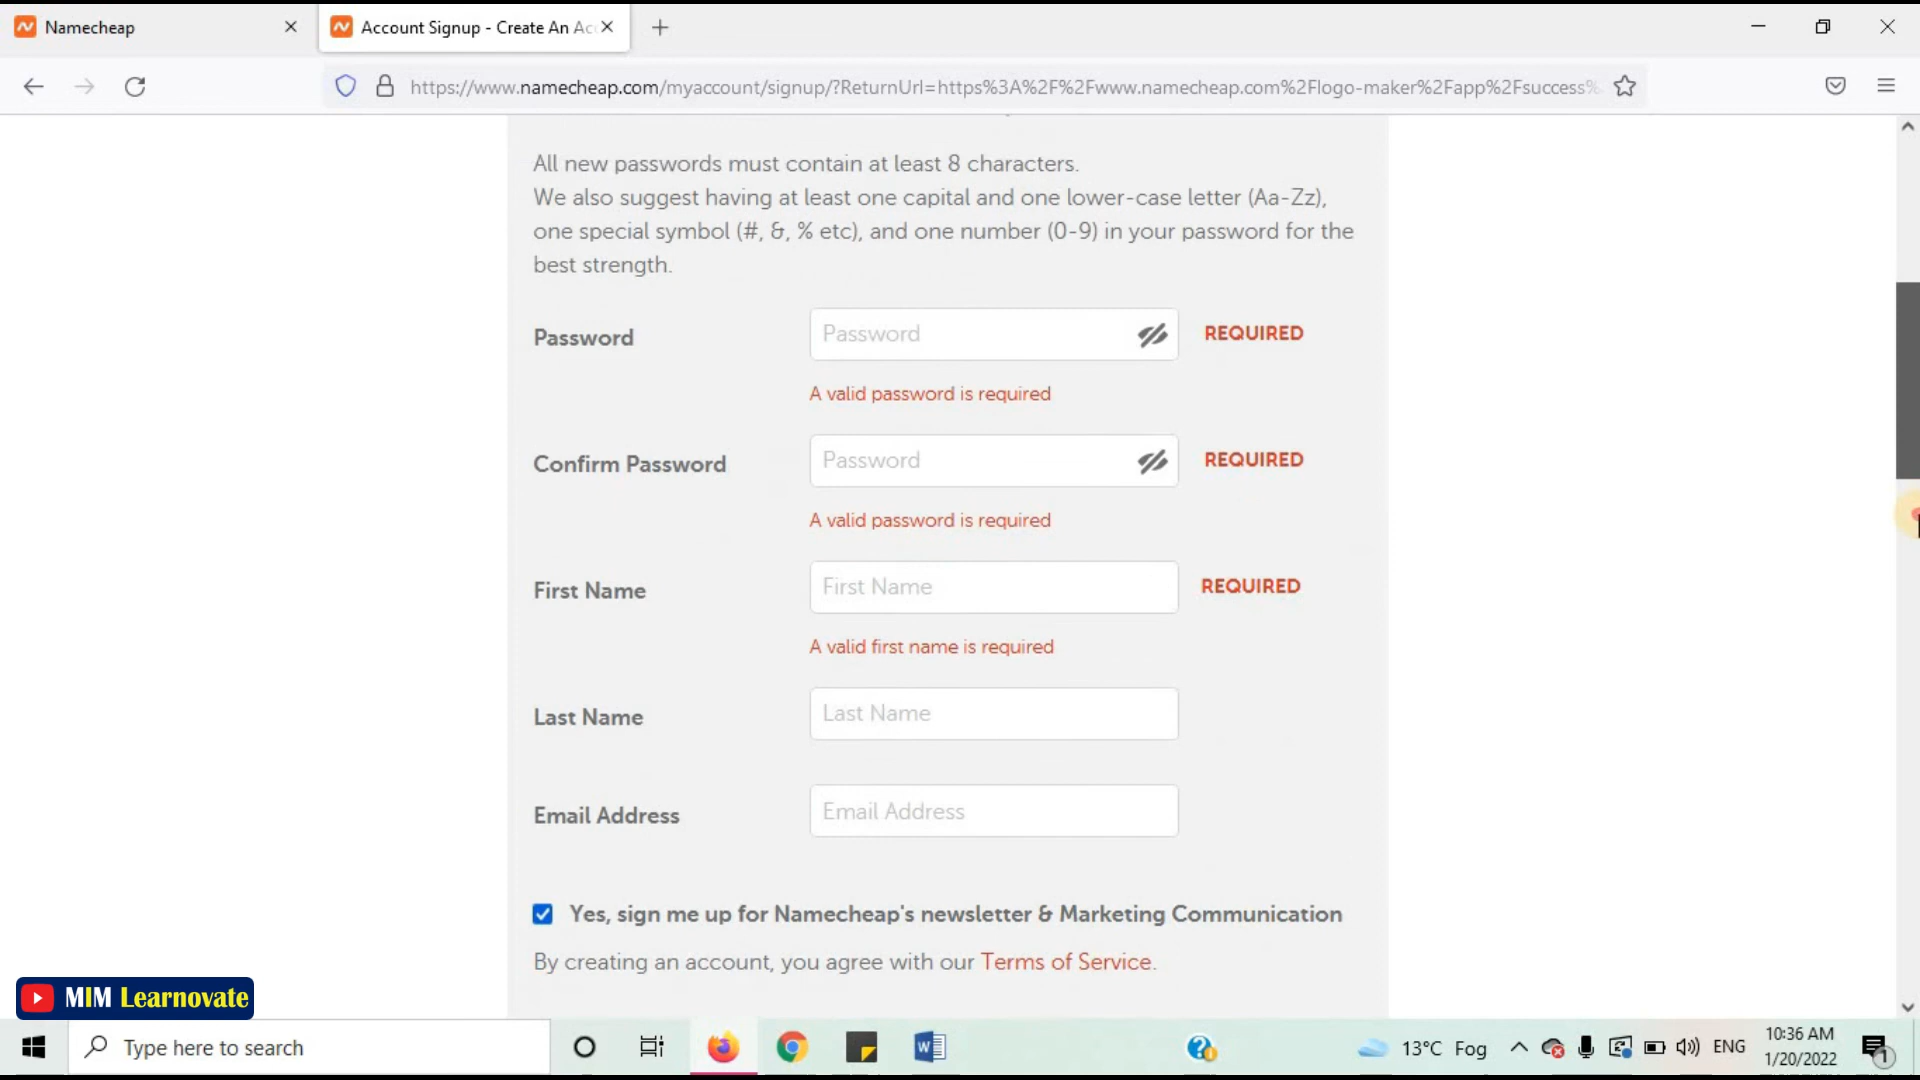 Namecheap
Account Signup - Create An Acc
https://www.namecheap.com/myaccount/signup/?ReturnUrl=https%3A%2F%2Fwww.namecheap.com%2Flogo-maker%2Fapp%2Fsuccess%
All new passwords must contain at least 8 characters.
We also suggest having at least one capital and one lower-case letter (Aa-Zz),
one special symbol (#, &, % etc), and one number (0-9) in your password for the
best strength.
Password
Password
REQUIRED
A valid password is required
Confirm Password
Password
REQUIRED
A valid password is required
First Name
First Name
REQUIRED
A valid first name is required
Last Name
Last Name
Email Address
Email Address
Yes, sign me up for Namecheap's newsletter & Marketing Communication
By creating an account, you agree with our Terms of Service.
MIM Learnovate
Type here to search
13°C Fog
ENG
10:36 AM
1/20/2022
1